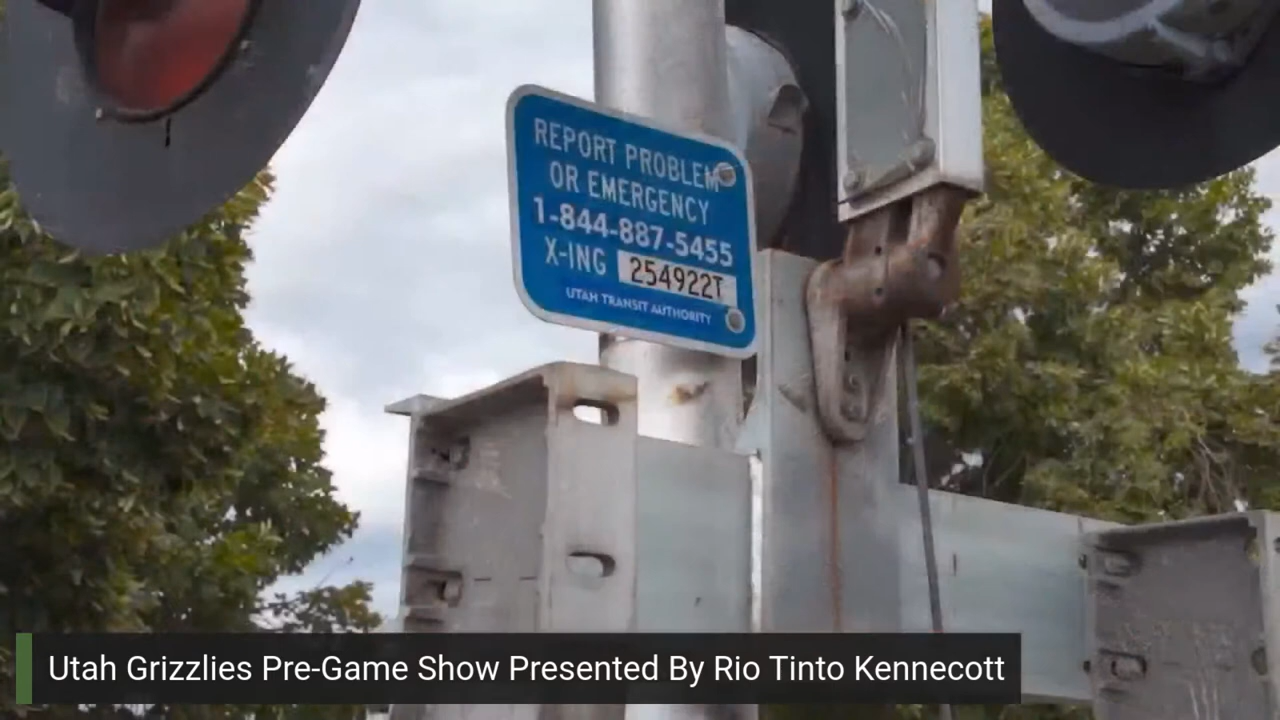 REPORT PROBLEM
OR EMERGENCY
1-844-887-5455
X-ING 254922T
UTAH TRANSIT AUTHORITY
Utah Grizzlies Pre-Game Show Presented By Rio Tinto Kennecott